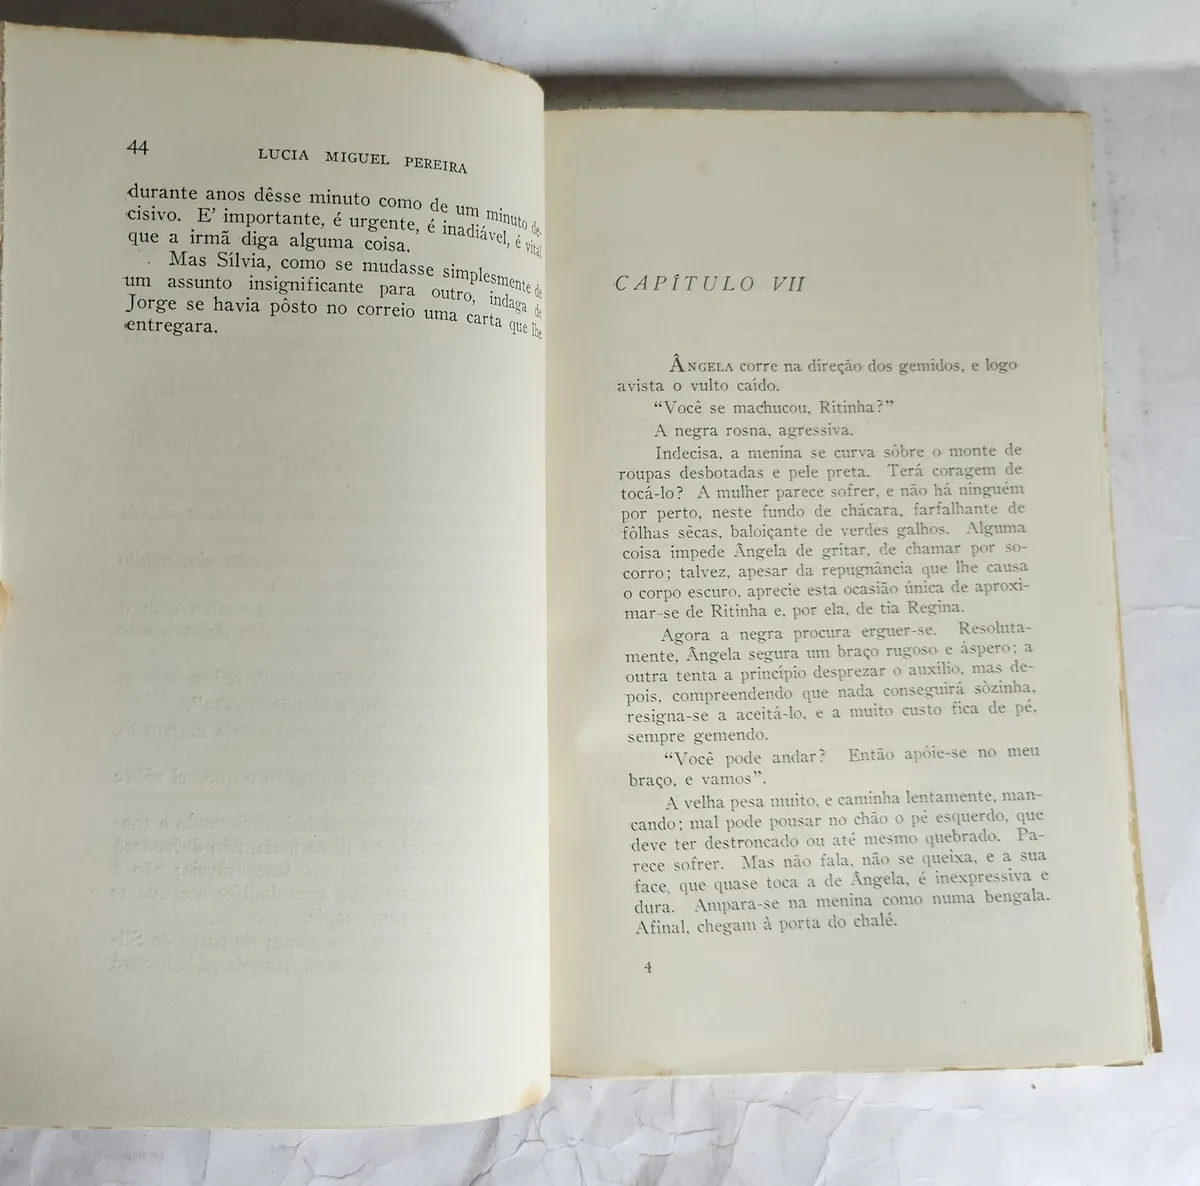 44
LUCIA MIGUEL PEREIRA
durante anos dêsse minuto como de um minuto de-
cisivo. E' importante, é urgente, é inadiável, é vital
que a irmã diga alguma coisa.
Mas Sílvia, como se mudasse simplesmente de
um assunto insignificante para outro, indaga de
Jorge se havia pôsto no correio uma carta que lhe
entregara.
CAPÍTULO VII
ÂNGELA corre na direção dos gemidos, e logo
avista o vulto caído.
“Você se machucou, Ritinha?”
A negra rosna, agressiva.
Indecisa, a menina se curva sôbre o monte de
roupas desbotadas e pele preta. Terá coragem de
tocá-lo? A mulher parece sofrer, e não há ninguém
por perto, neste fundo de chácara, farfalhante de
fôlhas sêcas, baloiçante de verdes galhos. Alguma
coisa impede Ângela de gritar, de chamar por so-
corro; talvez, apesar da repugnância que lhe causa
o corpo escuro, aprecie esta ocasião única de aproxi-
mar-se de Ritinha e, por ela, de tia Regina.
Agora a negra procura erguer-se. Resoluta-
mente, Ângela segura um braço rugoso e áspero; a
outra tenta a princípio desprezar o auxílio, mas de-
pois, compreendendo que nada conseguirá sòzinha,
resigna-se a aceitá-lo, e a muito custo fica de pé,
sempre gemendo.
“Você pode andar? Então apóie-se no meu
braço, e vamos”.
A velha pesa muito, e caminha lentamente, man-
cando; mal pode pousar no chão o pé esquerdo, que
deve ter destroncado ou até mesmo quebrado. Pa-
rece sofrer. Mas não fala, não se queixa, e a sua
face, que quase toca a de Ângela, é inexpressiva e
dura. Ampara-se na menina como numa bengala.
Afinal, chegam à porta do chalé.
4